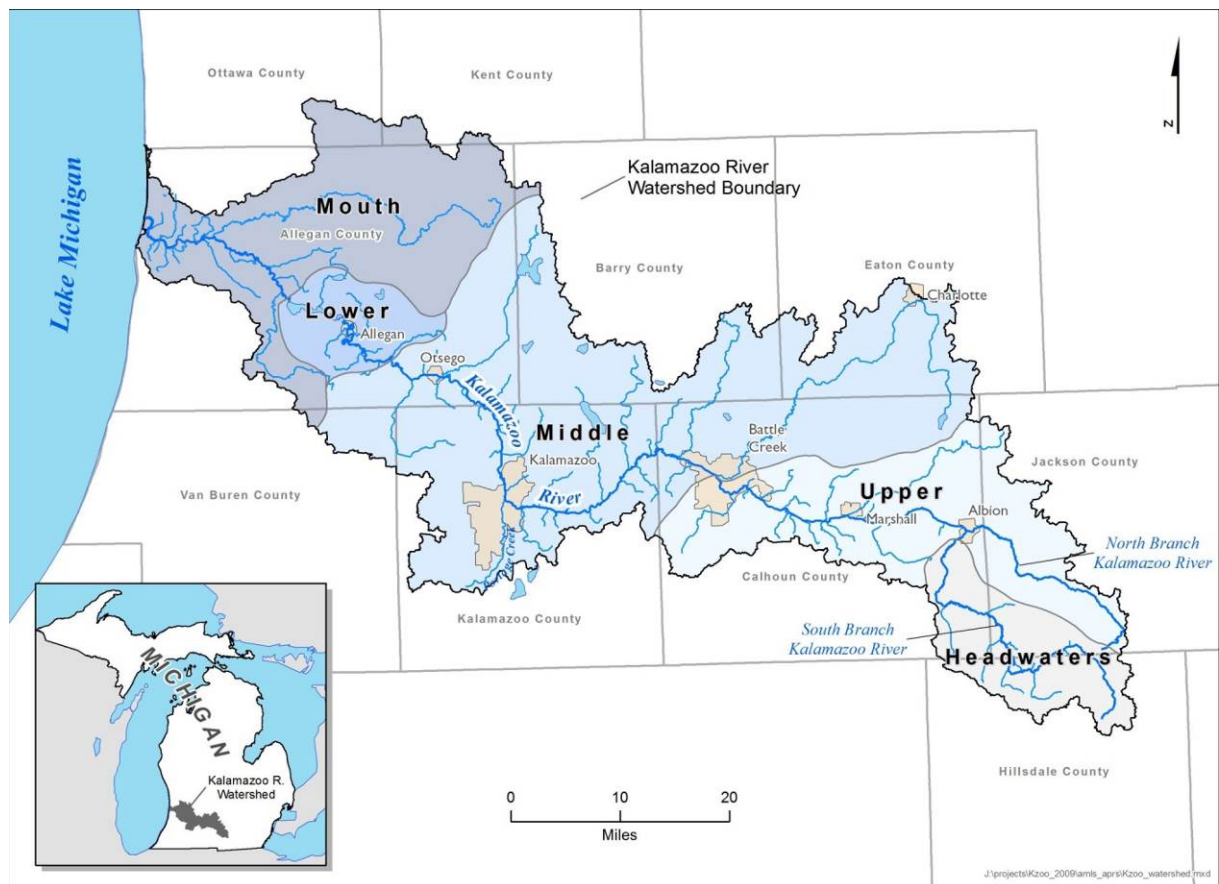 Ottawa County
Kent County
N
Lake Michigan
Kalamazoo River
Watershed Boundary
Mouth
Allegan County
Barry County
Eaton County
Charlotte
Lower
Allegan
Otsego
Kalamazoo
River
Middle
Battle
Creek
Kalamazoo
Jackson County
Van Buren County
Upper
Marshall
Albion
North Branch
Kalamazoo River
Portage Creek
Calhoun County
Kalamazoo County
South Branch
Kalamazoo River
Headwaters
Hillsdale County
MICHIGAN
Kalamazoo R.
Watershed
0 10 20
Miles
J:\projects\Kzoo_2009\amls_aprs\Kzoo_watershed.mxd